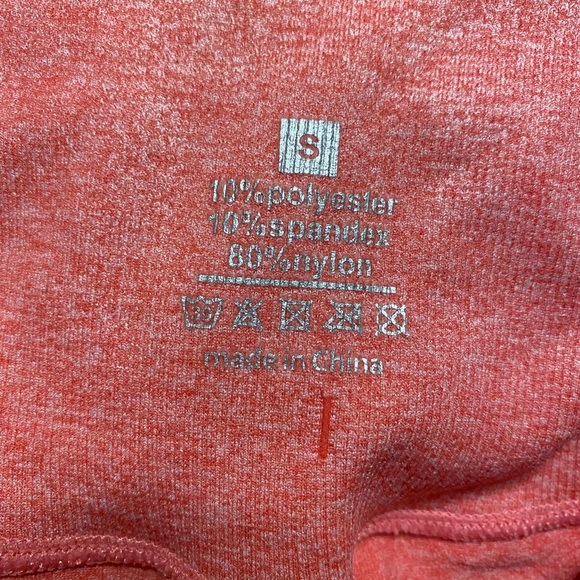 S
10%polyester
10%spandex
80%nylon
made in China